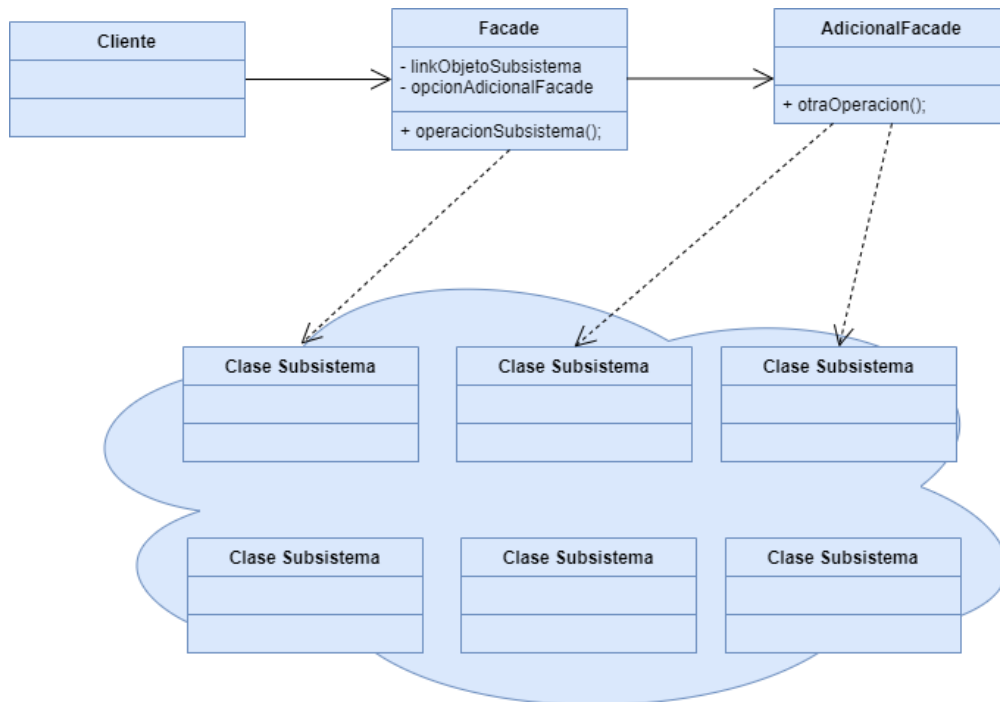 Cliente
Facade
- linkObjetoSubsistema
- opcionAdicionalFacade
+ operacionSubsistema();
AdicionalFacade
+ otraOperacion();
Clase Subsistema
Clase Subsistema
Clase Subsistema
Clase Subsistema
Clase Subsistema
Clase Subsistema